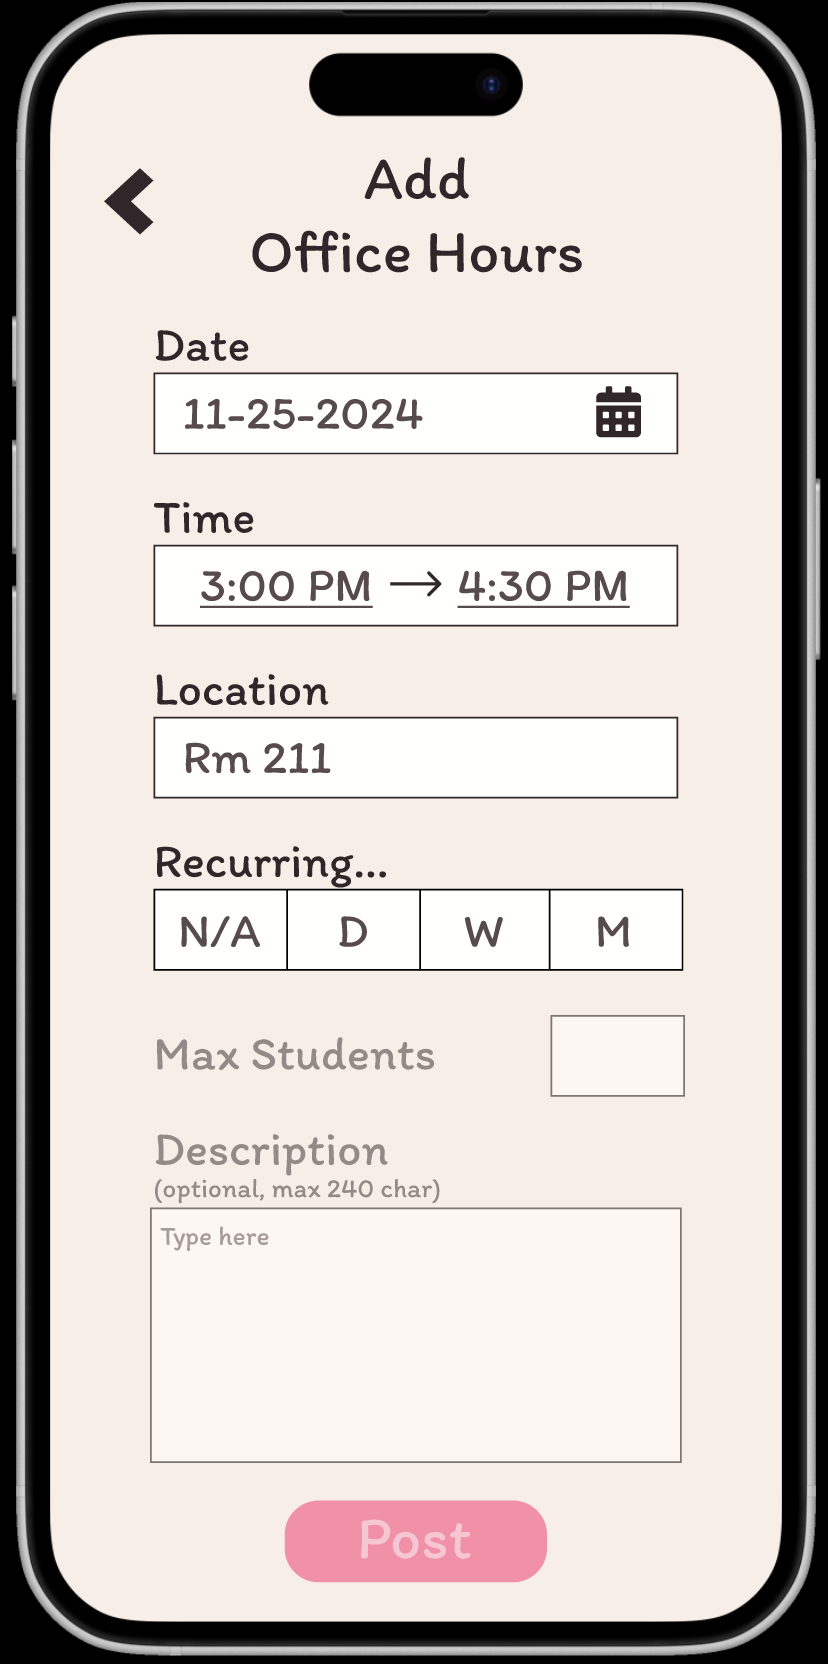 Add
Office Hours
Date
11-25-2024
Time
3:00 PM → 4:30 PM
Location
Rm 211
Recurring...
N/A D W M
Max Students
Description
(optional, max 240 char)
Type here
Post